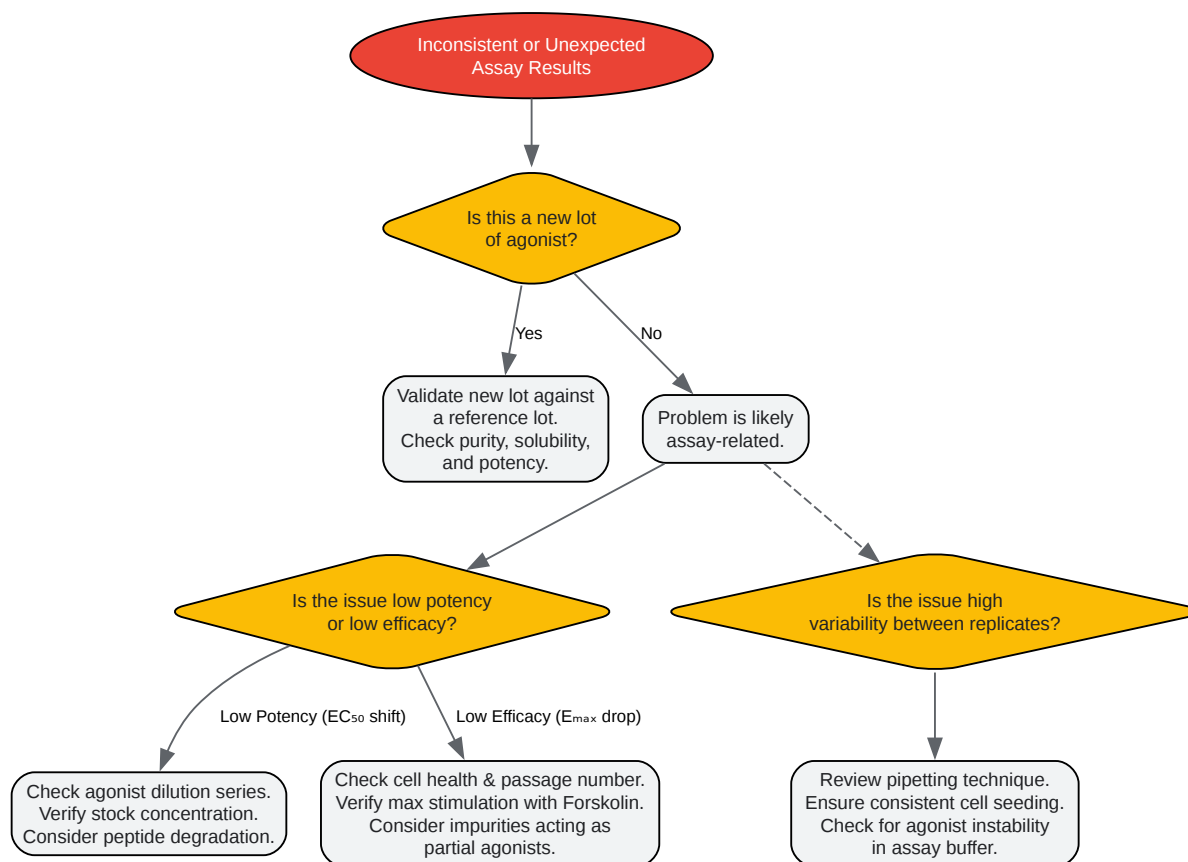 Inconsistent or Unexpected
Assay Results
Is this a new lot
of agonist?
Yes
No
Validate new lot against
a reference lot.
Check purity, solubility,
and potency.
Problem is likely
assay-related.
Is the issue low potency
or low efficacy?
Is the issue high
variability between replicates?
Low Potency (EC₅₀ shift)
Low Efficacy (Eₘₐₓ drop)
Check agonist dilution series.
Verify stock concentration.
Consider peptide degradation.
Check cell health & passage number.
Verify max stimulation with Forskolin.
Consider impurities acting as
partial agonists.
Review pipetting technique.
Ensure consistent cell seeding.
Check for agonist instability
in assay buffer.